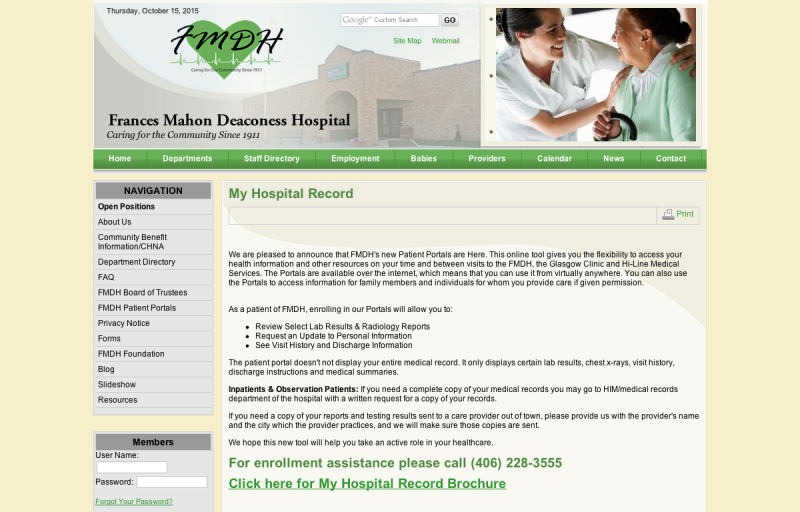 Thursday, October 15, 2015
Google™ Custom Search GO
Site Map Webmail
FMDH
Caring for Our Community Since 1911
Frances Mahon Deaconess Hospital
Caring for the Community Since 1911
Home Departments Staff Directory Employment Babies Providers Calendar News Contact
NAVIGATION
Open Positions
About Us
Community Benefit
Information/CHNA
Department Directory
FAQ
FMDH Board of Trustees
FMDH Patient Portals
Privacy Notice
Forms
FMDH Foundation
Blog
Slideshow
Resources
Members
User Name:
Password:
Forgot Your Password?
My Hospital Record
Print
We are pleased to announce that FMDH's new Patient Portals are Here. This online tool gives you the flexibility to access your
health information and other resources on your time and between visits to the FMDH, the Glasgow Clinic and Hi-Line Medical
Services. The Portals are available over the internet, which means that you can use it from virtually anywhere. You can also use
the Portals to access information for family members and individuals for whom you provide care if given permission.
As a patient of FMDH, enrolling in our Portals will allow you to:
• Review Select Lab Results & Radiology Reports
• Request an Update to Personal Information
• See Visit History and Discharge Information
The patient portal doesn't not display your entire medical record. It only displays certain lab results, chest x-rays, visit history,
discharge instructions and medical summaries.
Inpatients & Observation Patients: If you need a complete copy of your medical records you may go to HIM/medical records
department of the hospital with a written request for a copy of your records.
If you need a copy of your reports and testing results sent to a care provider out of town, please provide us with the provider's name
and the city which the provider practices, and we will make sure those copies are sent.
We hope this new tool will help you take an active role in your healthcare.
For enrollment assistance please call (406) 228-3555
Click here for My Hospital Record Brochure